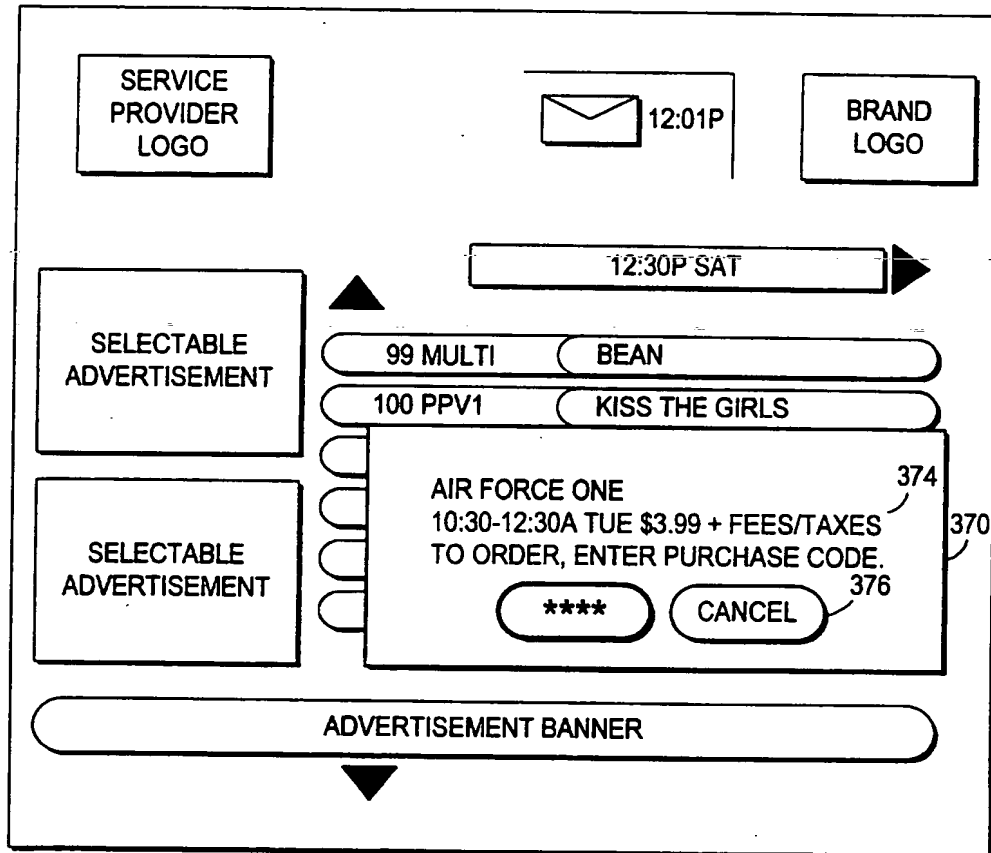 SERVICE
PROVIDER
LOGO
12:01P
BRAND
LOGO
12:30P SAT
SELECTABLE
ADVERTISEMENT
99 MULTI BEAN
100 PPV1 KISS THE GIRLS
AIR FORCE ONE
374
10:30-12:30A TUE $3.99 + FEES/TAXES
370
TO ORDER, ENTER PURCHASE CODE.
376
**** CANCEL
SELECTABLE
ADVERTISEMENT
ADVERTISEMENT BANNER